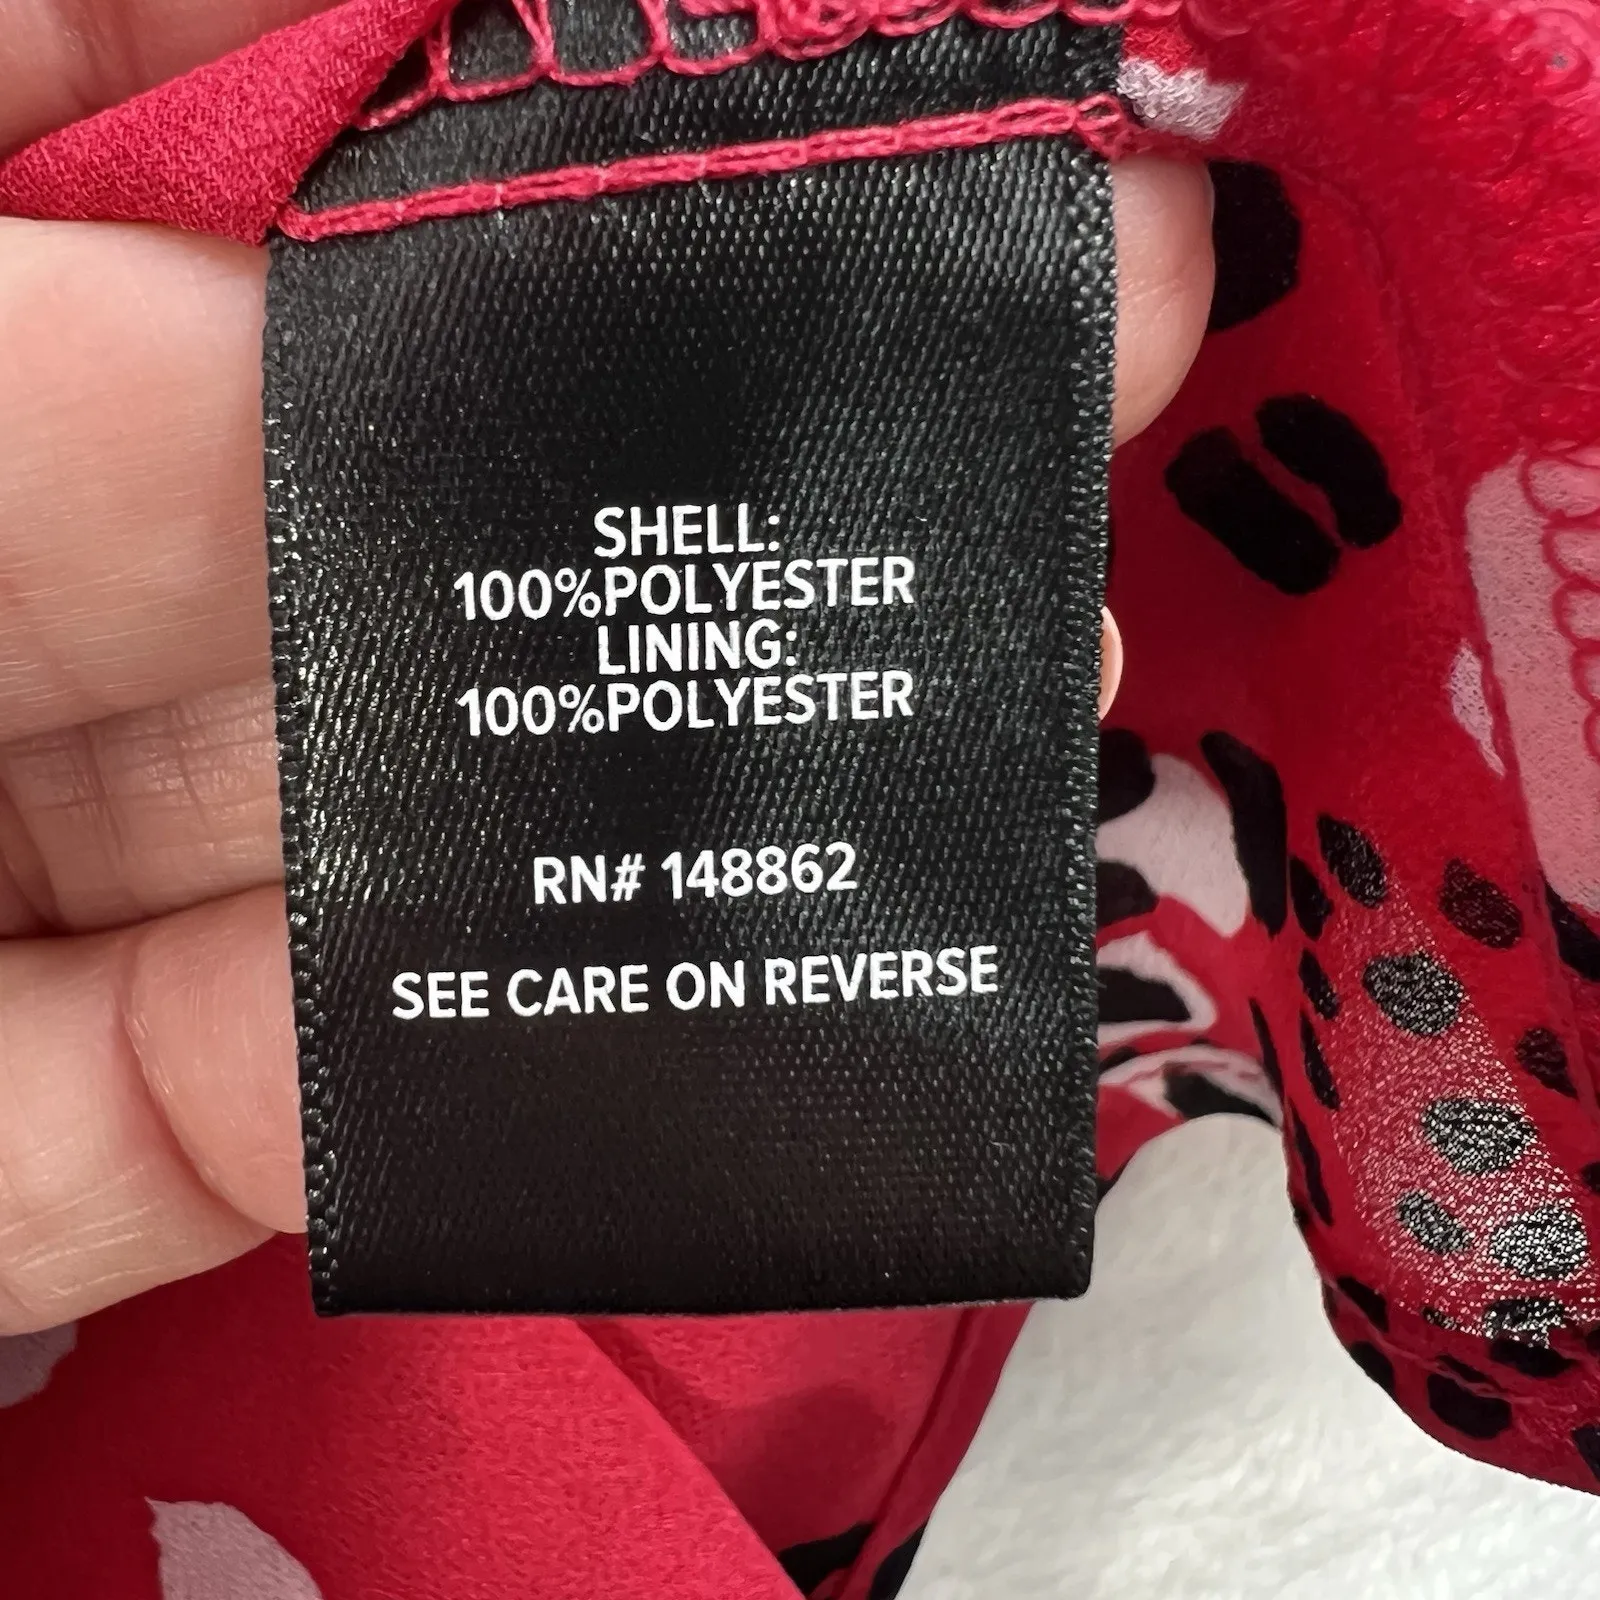 SHELL:
100%POLYESTER
LINING:
100%POLYESTER
RN# 148862
SEE CARE ON REVERSE